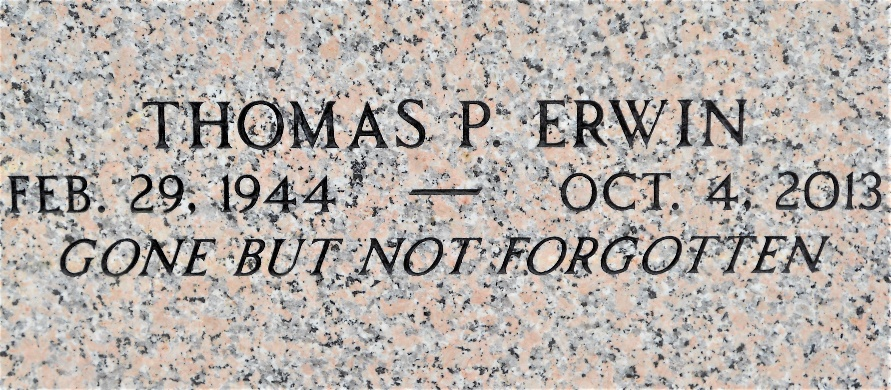 THOMAS P. ERWIN
FEB. 29, 1944 — OCT. 4, 2013
GONE BUT NOT FORGOTTEN